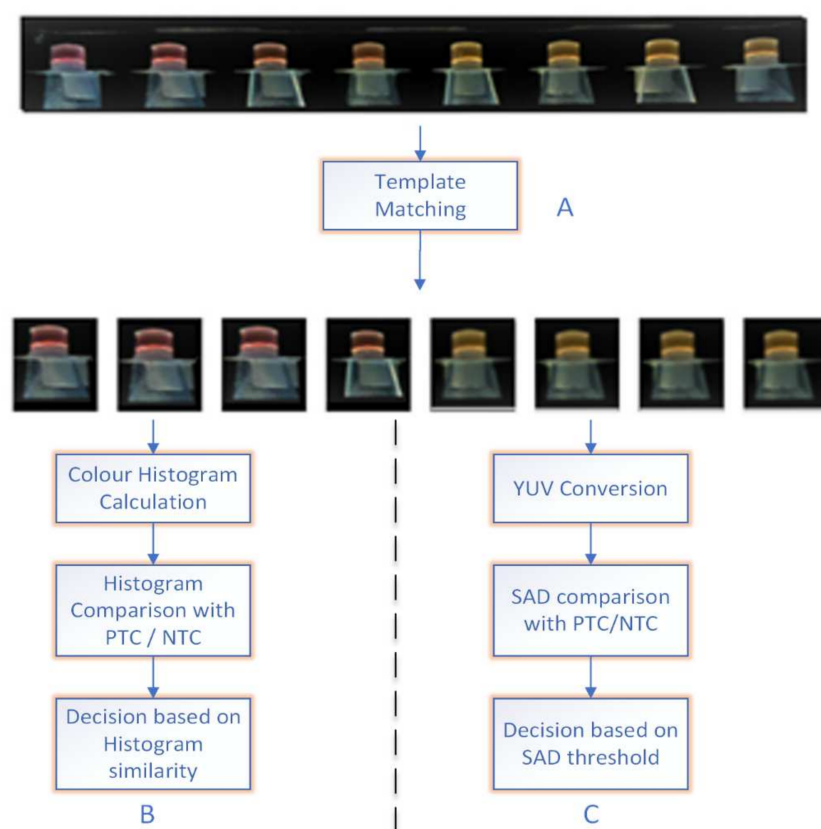 Template
Matching
A
Colour Histogram
Calculation
Histogram
Comparison with
PTC / NTC
Decision based on
Histogram
similarity
B
YUV Conversion
SAD comparison
with PTC/NTC
Decision based on
SAD threshold
C